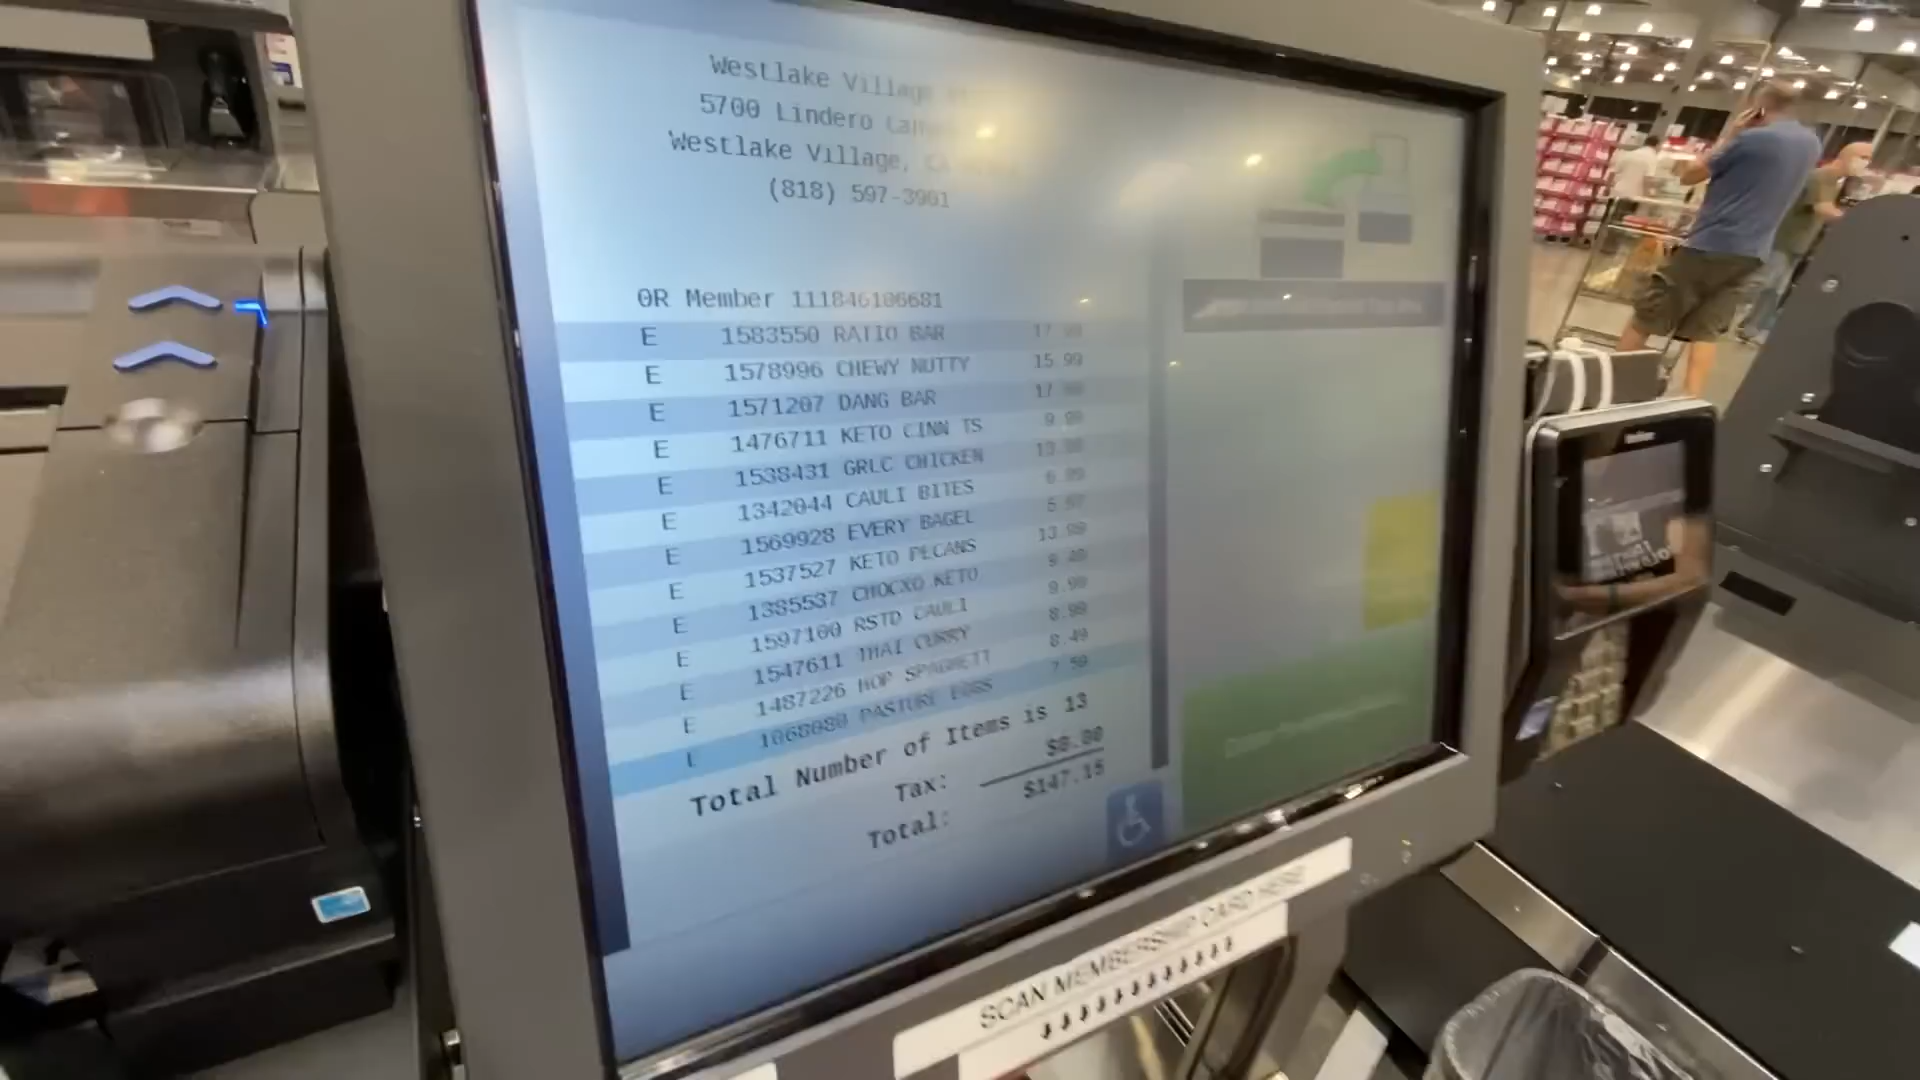 Westlake Village
5700 Lindero
Westlake Village,
(818) 597-3901
0R Member 111846106681
E 1583550 RATIO BAR
E 1578996 CHEWY NUTTY 15.99
E 1571207 DANG BAR
E 1476711 KETO CINN TS
E 1538431 GRLC CHICKEN
E 1342044 CAULI BITES
E 1569928 EVERY BAGEL
E 1537527 KETO PECANS 13.99
E 1385537 CHOCXO KETO 9.49
E 1597100 RSTD CAULI 9.99
E 1547611 THAI CURRY 8.99
E 1487226 HOP SPAGHETT 8.49
E 1068080 PASTURE EGGS 7.59
Total Number of Items is 13
Tax: $0.00
Total: $147.15
SCAN MEMBERSHIP CARD HERE